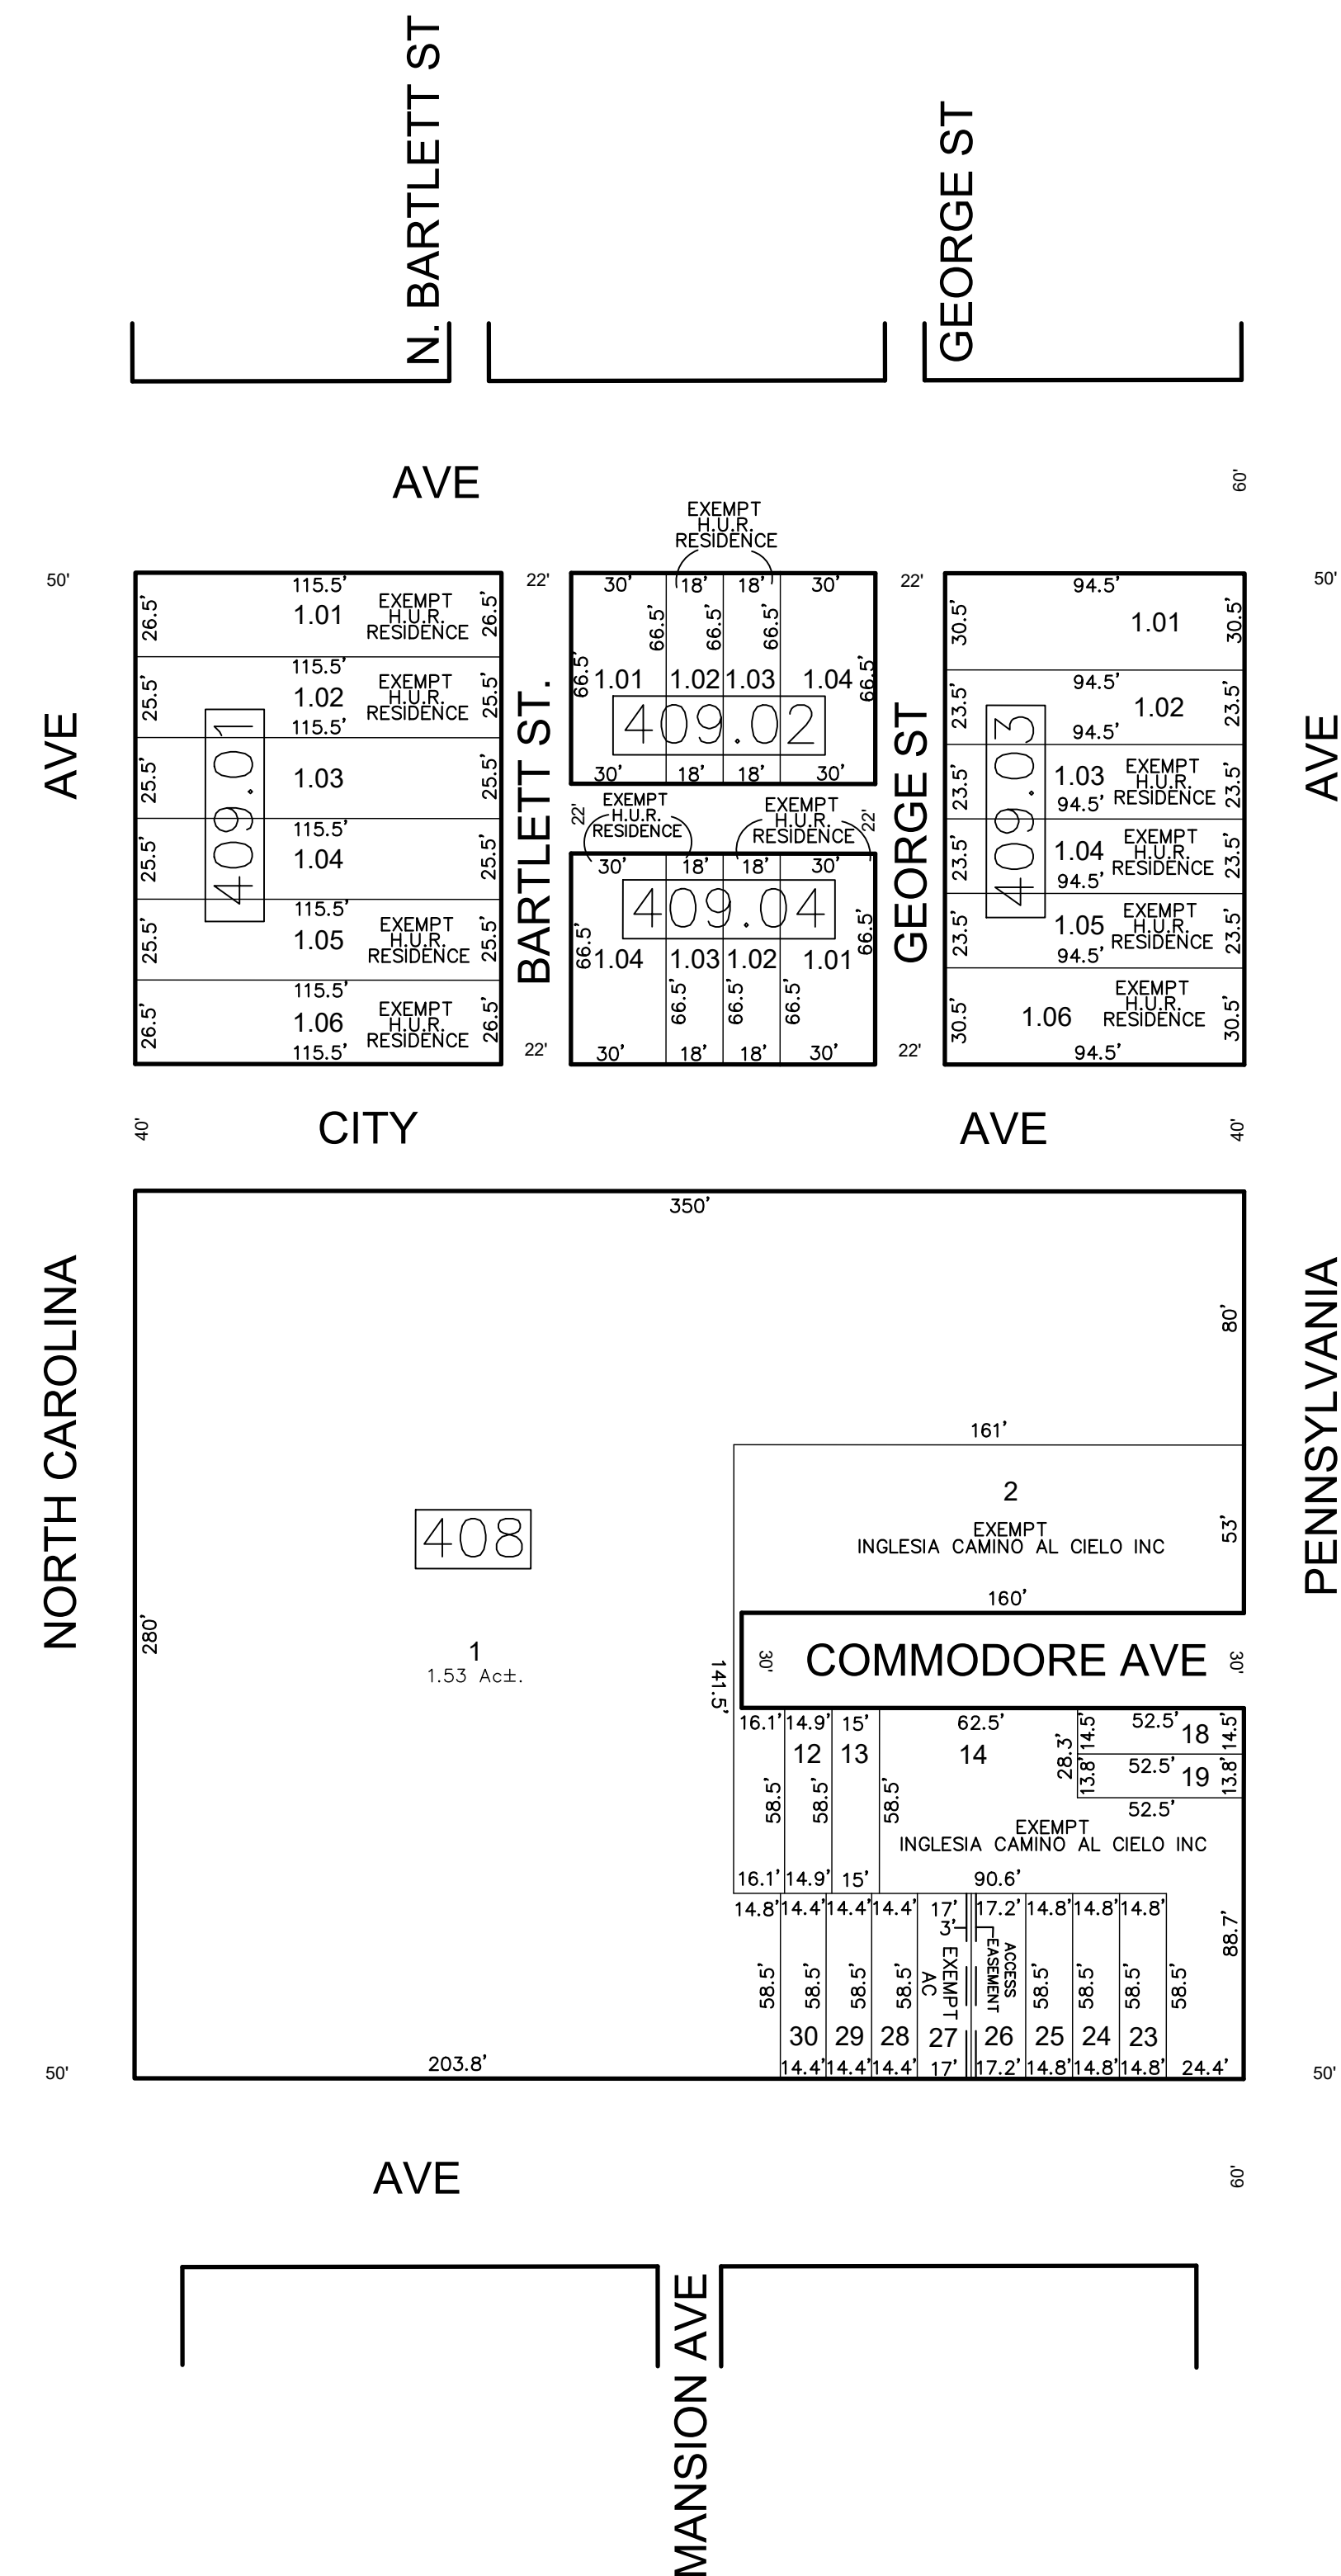 N. BARTLETT ST
GEORGE ST
AVE
60'
EXEMPT
H.U.R.
RESIDENCE
50'
22'
22'
50'
AVE
115.5'
26.5'
1.01
EXEMPT
H.U.R.
RESIDENCE
26.5'
115.5'
25.5'
1.02
EXEMPT
H.U.R.
RESIDENCE
25.5'
115.5'
409.01
25.5'
1.03
25.5'
115.5'
25.5'
1.04
25.5'
115.5'
25.5'
1.05
EXEMPT
H.U.R.
RESIDENCE
25.5'
115.5'
26.5'
1.06
EXEMPT
H.U.R.
RESIDENCE
26.5'
115.5'
BARTLETT ST.
22'
30' 18' 18' 30'
66.5' 66.5' 66.5'
66.5' 66.5'
1.01 1.02 1.03 1.04
409.02
30' 18' 18' 30'
22'
EXEMPT
H.U.R.
RESIDENCE
EXEMPT
H.U.R.
RESIDENCE
22'
30' 18' 18' 30'
409.04
66.5' 66.5'
1.04 1.03 1.02 1.01
66.5' 66.5' 66.5'
30' 18' 18' 30'
GEORGE ST
22'
94.5'
30.5'
1.01
30.5'
94.5'
23.5'
1.02
23.5'
94.5'
409.03
23.5'
1.03
EXEMPT
H.U.R.
RESIDENCE
23.5'
94.5'
23.5'
1.04
EXEMPT
H.U.R.
RESIDENCE
23.5'
94.5'
23.5'
1.05
EXEMPT
H.U.R.
RESIDENCE
23.5'
94.5'
30.5'
1.06
EXEMPT
H.U.R.
RESIDENCE
30.5'
94.5'
AVE
40'
CITY
AVE
40'
350'
NORTH CAROLINA
PENNSYLVANIA
80'
161'
2
EXEMPT
INGLESIA CAMINO AL CIELO INC
53'
160'
408
280'
1
1.53 Ac±.
141.5'
30'
COMMODORE AVE
30'
16.1' 14.9' 15' 62.5'
12 13 14
28.3'
14.5'
52.5'
18
14.5'
13.8'
52.5'
19
13.8'
52.5'
58.5' 58.5' 58.5'
EXEMPT
INGLESIA CAMINO AL CIELO INC
16.1' 14.9' 15' 90.6'
14.8' 14.4' 14.4' 14.4' 17' 17.2' 14.8' 14.8' 14.8'
3'
EXEMPT
AC
ACCESS
EASEMENT
88.7'
58.5' 58.5' 58.5' 58.5' 58.5' 58.5' 58.5' 58.5'
30 29 28 27 26 25 24 23
203.8' 14.4' 14.4' 14.4' 17' 17.2' 14.8' 14.8' 14.8' 24.4'
50'
50'
AVE
60'
MANSION AVE